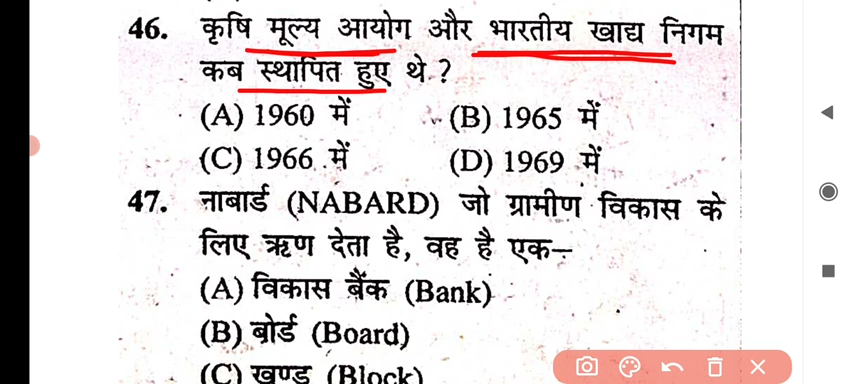 46. कृषि मूल्य आयोग और भारतीय खाद्य निगम
कब स्थापित हुए थे ?
(A) 1960 में (B) 1965 में
(C) 1966 में (D) 1969 में
47. नाबार्ड (NABARD) जो ग्रामीण विकास के
लिए ऋण देता है, वह है एक–
(A) विकास बैंक (Bank)
(B) बोर्ड (Board)
(C) खण्ड (Block)